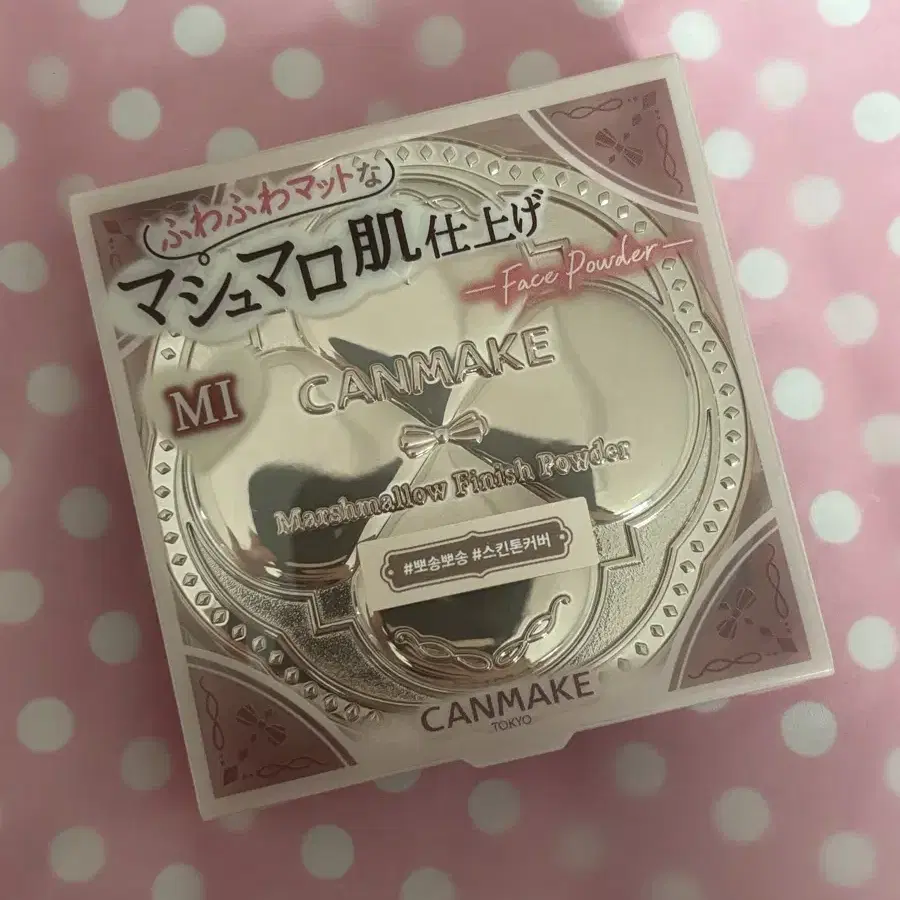 ふわふわマットな
マシュマロ肌仕上げ
Face Powder
MI
CANMAKE
Marshmallow Finish Powder
#뽀송뽀송 #스킨톤커버
CANMAKE
TOKYO